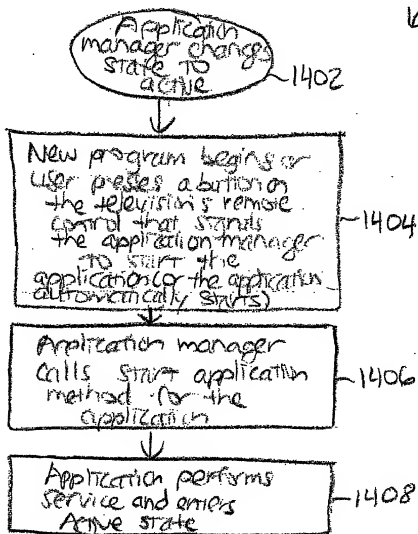 Application
manager changes
state to
active
1402
New program begins or
user presses a button on
the television's remote
control that stands
the application manager
to start the
application (or the application
automatically starts)
1404
Application manager
calls start application
method for the
application
1406
Application performs
service and enters
Active state
1408